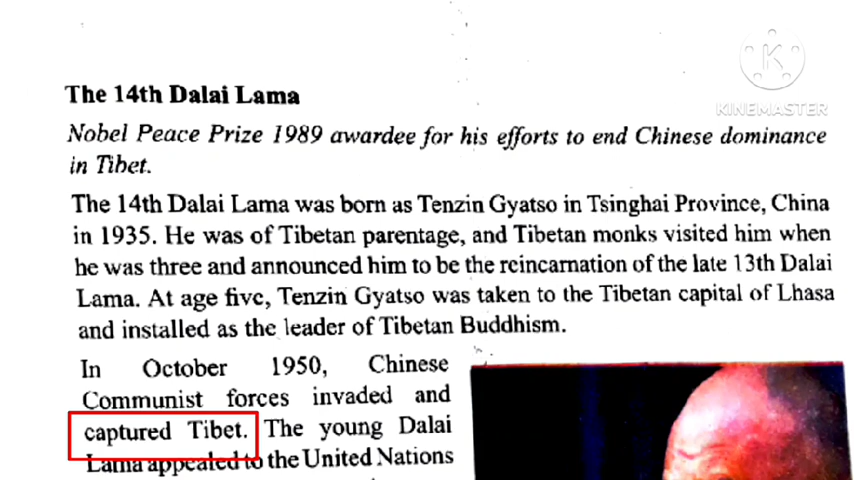 KINEMASTER
The 14th Dalai Lama
Nobel Peace Prize 1989 awardee for his efforts to end Chinese dominance
in Tibet.
The 14th Dalai Lama was born as Tenzin Gyatso in Tsinghai Province, China
in 1935. He was of Tibetan parentage, and Tibetan monks visited him when
he was three and announced him to be the reincarnation of the late 13th Dalai
Lama. At age five, Tenzin Gyatso was taken to the Tibetan capital of Lhasa
and installed as the leader of Tibetan Buddhism.
In October 1950, Chinese
Communist forces invaded and
captured Tibet. The young Dalai
Lama appealed to the United Nations